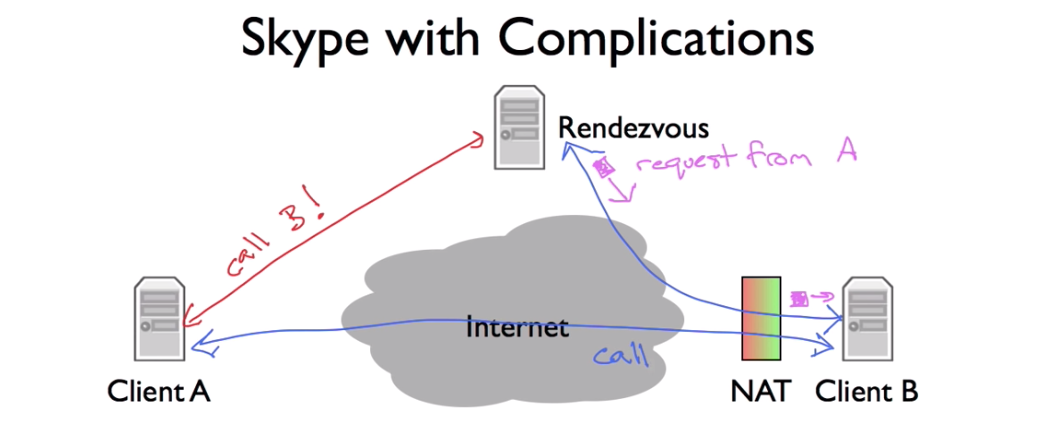 Skype with Complications
Rendezvous
request from A
call B!
Internet
call
Client A
NAT
Client B